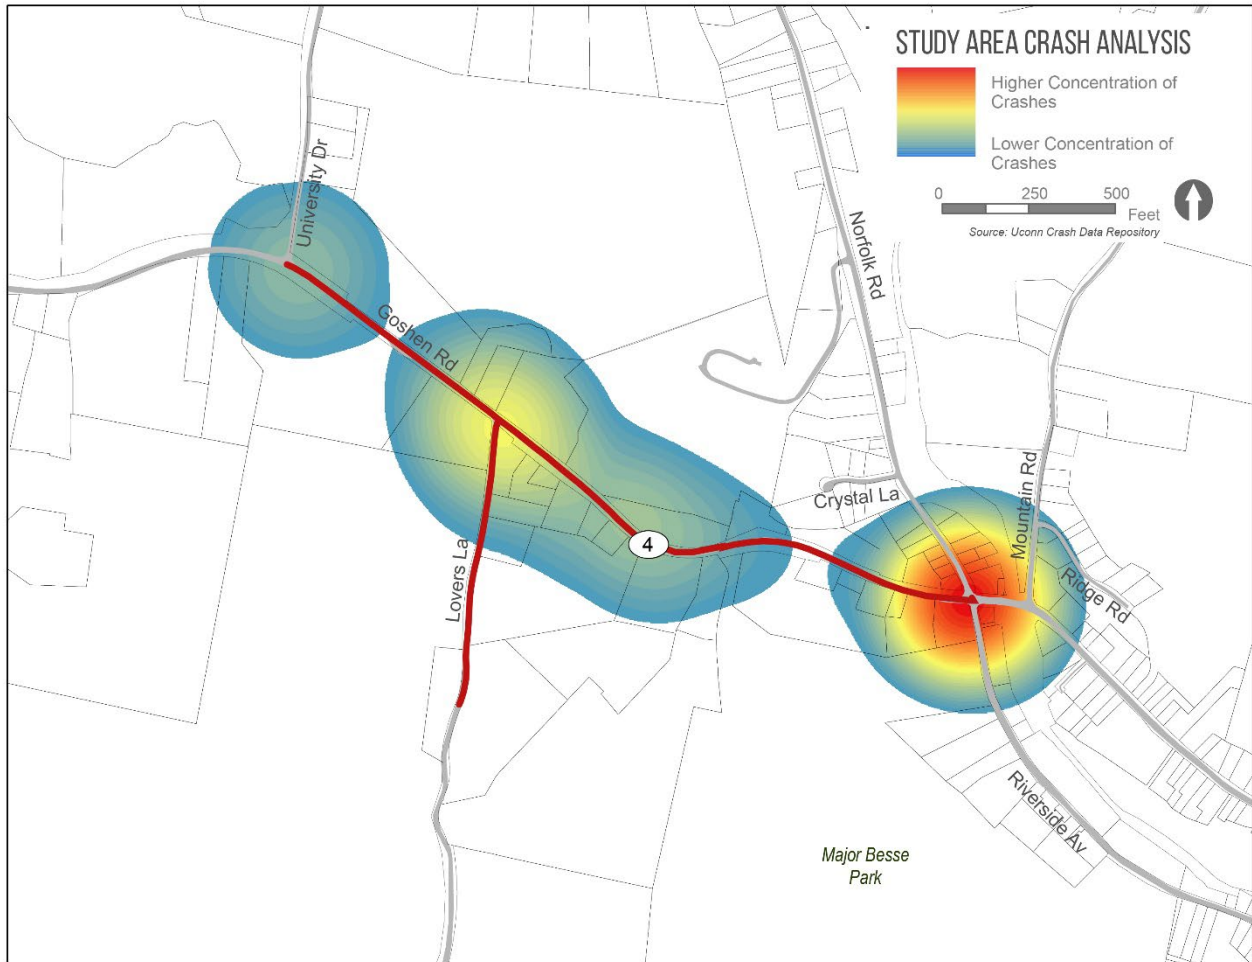 STUDY AREA CRASH ANALYSIS
Higher Concentration of
Crashes
Lower Concentration of
Crashes
0 250 500
Feet
Source: Uconn Crash Data Repository
University Dr
Norfolk Rd
Goshen Rd
Mountain Rd
Crystal La
4
Ridge Rd
Lovers La
Riverside Av
Major Besse
Park